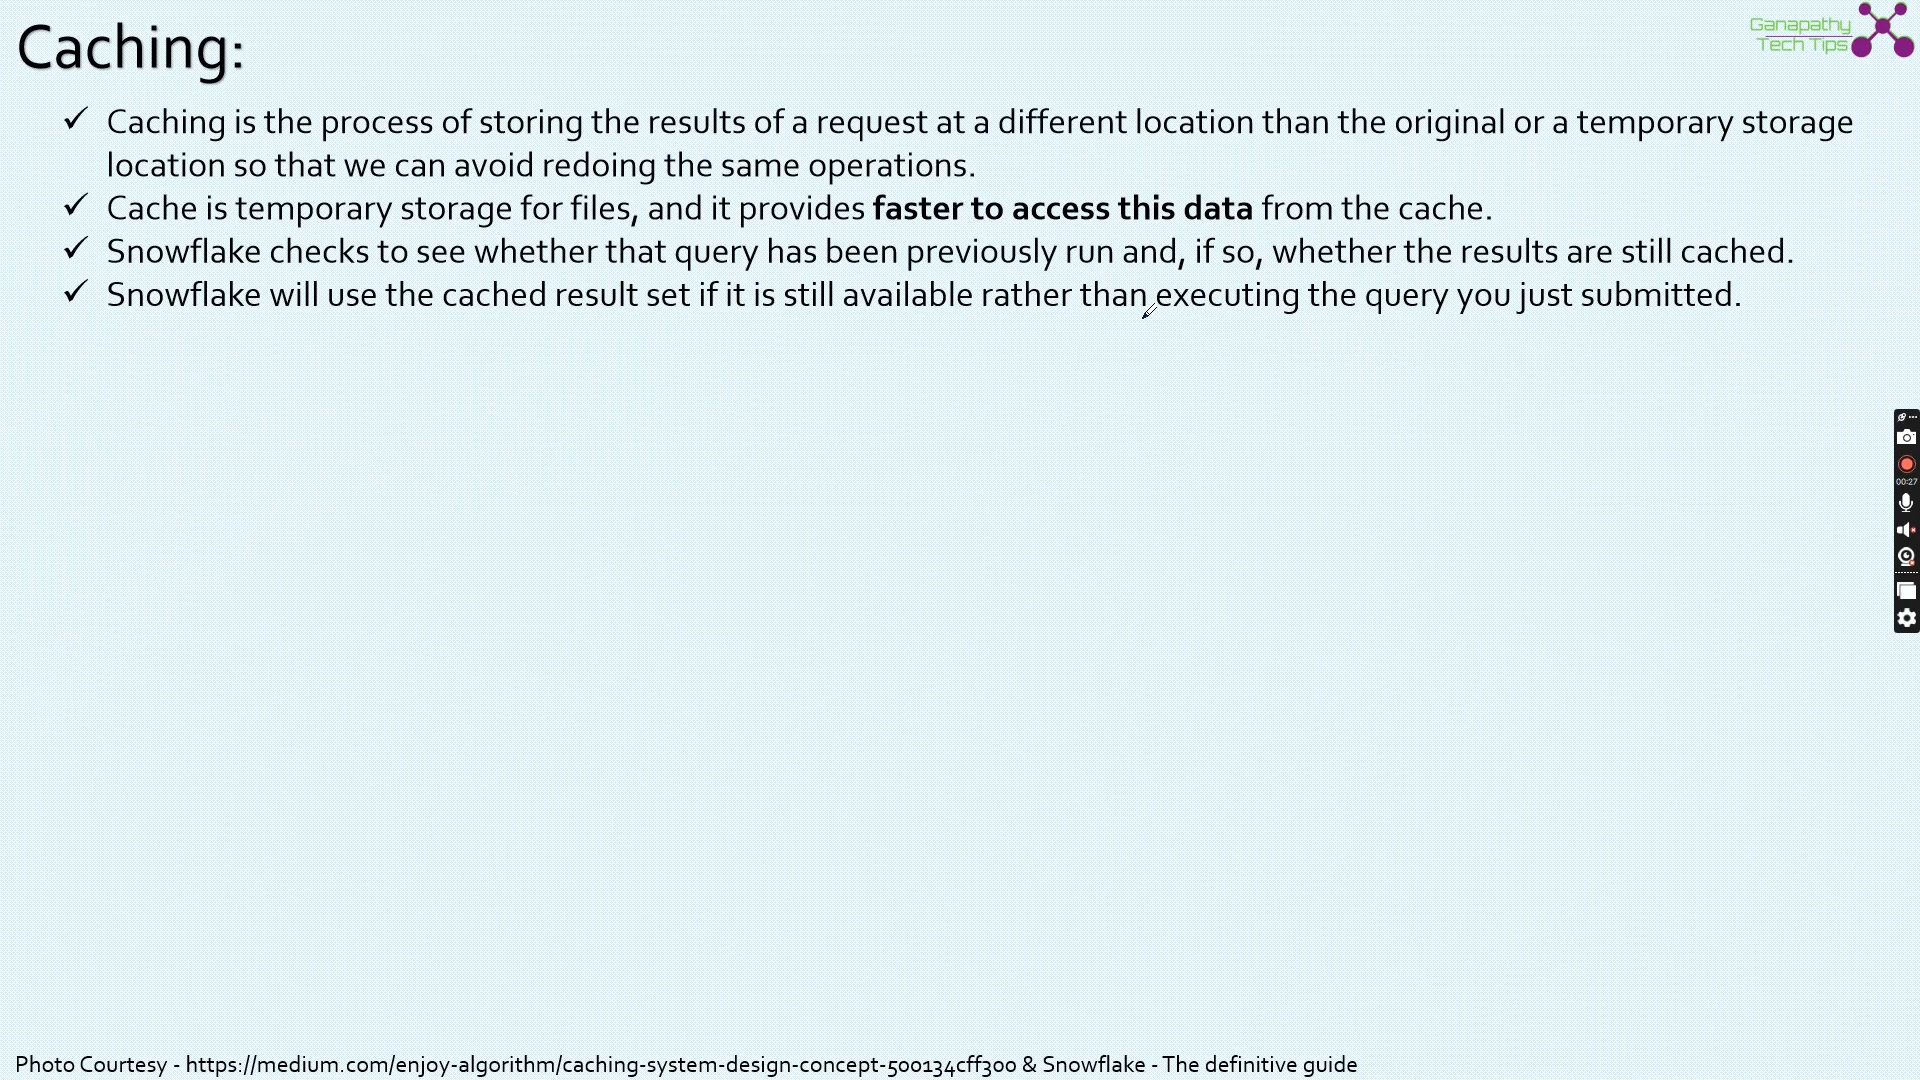 Caching:
Ganapathy
Tech Tips
✓ Caching is the process of storing the results of a request at a different location than the original or a temporary storage
location so that we can avoid redoing the same operations.
✓ Cache is temporary storage for files, and it provides faster to access this data from the cache.
✓ Snowflake checks to see whether that query has been previously run and, if so, whether the results are still cached.
✓ Snowflake will use the cached result set if it is still available rather than executing the query you just submitted.
00:27
Photo Courtesy - https://medium.com/enjoy-algorithm/caching-system-design-concept-500134cff300 & Snowflake - The definitive guide